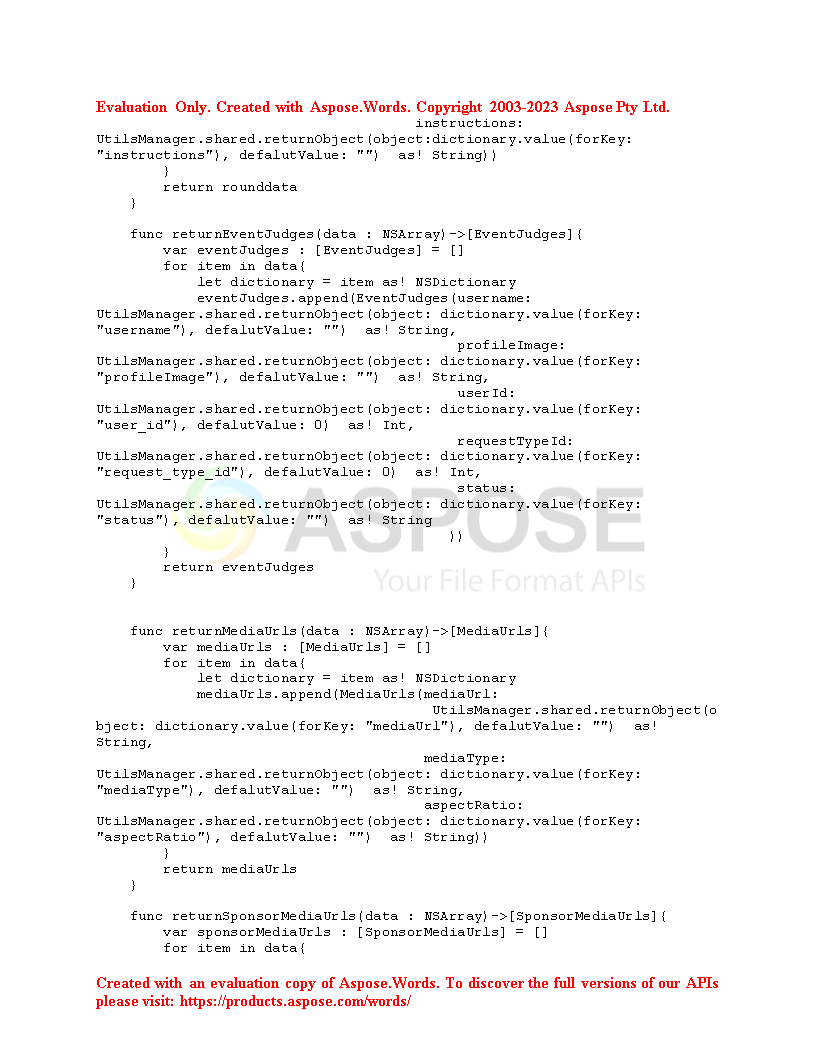 Evaluation Only. Created with Aspose.Words. Copyright 2003-2023 Aspose Pty Ltd.
instructions:
UtilsManager.shared.returnObject(object:dictionary.value(forKey:
"instructions"), defalutValue: "")  as! String))
}
return rounddata
}
func returnEventJudges(data : NSArray)->[EventJudges]{
var eventJudges : [EventJudges] = []
for item in data{
let dictionary = item as! NSDictionary
eventJudges.append(EventJudges(username:
UtilsManager.shared.returnObject(object: dictionary.value(forKey:
"username"), defalutValue: "")  as! String,
profileImage:
UtilsManager.shared.returnObject(object: dictionary.value(forKey:
"profileImage"), defalutValue: "")  as! String,
userId:
UtilsManager.shared.returnObject(object: dictionary.value(forKey:
"user_id"), defalutValue: 0)  as! Int,
requestTypeId:
UtilsManager.shared.returnObject(object: dictionary.value(forKey:
"request_type_id"), defalutValue: 0)  as! Int,
status:
UtilsManager.shared.returnObject(object: dictionary.value(forKey:
"status"), defalutValue: "")  as! String
))
}
return eventJudges
}
ASPOSE
Your File Format APIs
func returnMediaUrls(data : NSArray)->[MediaUrls]{
var mediaUrls : [MediaUrls] = []
for item in data{
let dictionary = item as! NSDictionary
mediaUrls.append(MediaUrls(mediaUrl:
UtilsManager.shared.returnObject(o
bject: dictionary.value(forKey: "mediaUrl"), defalutValue: "")  as!
String,
mediaType:
UtilsManager.shared.returnObject(object: dictionary.value(forKey:
"mediaType"), defalutValue: "")  as! String,
aspectRatio:
UtilsManager.shared.returnObject(object: dictionary.value(forKey:
"aspectRatio"), defalutValue: "")  as! String))
}
return mediaUrls
}
func returnSponsorMediaUrls(data : NSArray)->[SponsorMediaUrls]{
var sponsorMediaUrls : [SponsorMediaUrls] = []
for item in data{
Created with an evaluation copy of Aspose.Words. To discover the full versions of our APIs
please visit: https://products.aspose.com/words/